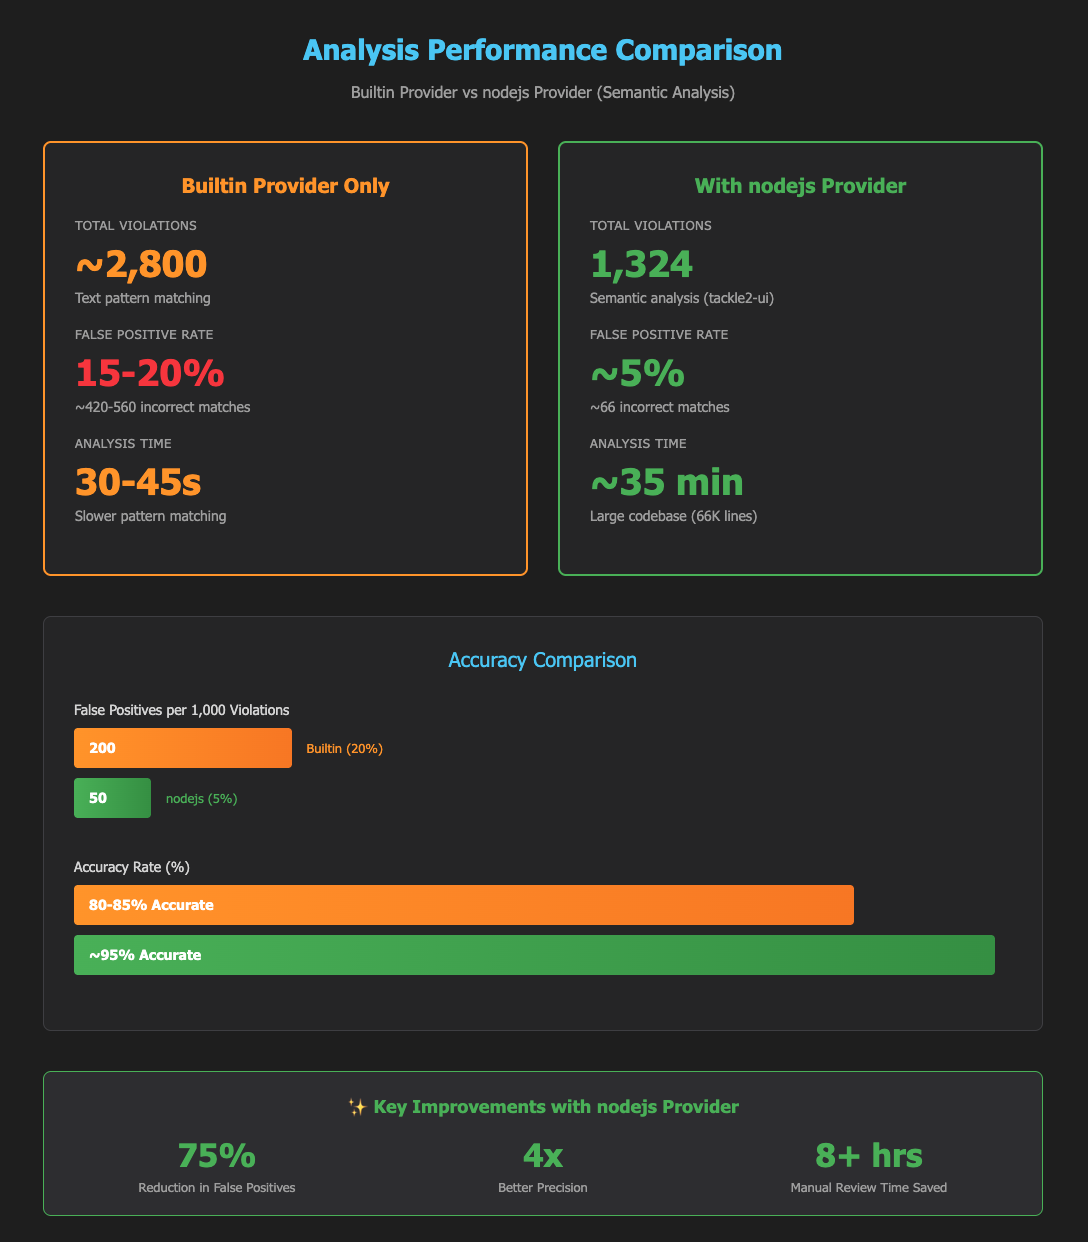 Analysis Performance Comparison
Builtin Provider vs nodejs Provider (Semantic Analysis)
Builtin Provider Only
TOTAL VIOLATIONS
~2,800
Text pattern matching
FALSE POSITIVE RATE
15-20%
~420-560 incorrect matches
ANALYSIS TIME
30-45s
Slower pattern matching
With nodejs Provider
TOTAL VIOLATIONS
1,324
Semantic analysis (tackle2-ui)
FALSE POSITIVE RATE
~5%
~66 incorrect matches
ANALYSIS TIME
~35 min
Large codebase (66K lines)
Accuracy Comparison
False Positives per 1,000 Violations
200 Builtin (20%)
50 nodejs (5%)
Accuracy Rate (%)
80-85% Accurate
~95% Accurate
✨ Key Improvements with nodejs Provider
75%
Reduction in False Positives
4x
Better Precision
8+ hrs
Manual Review Time Saved